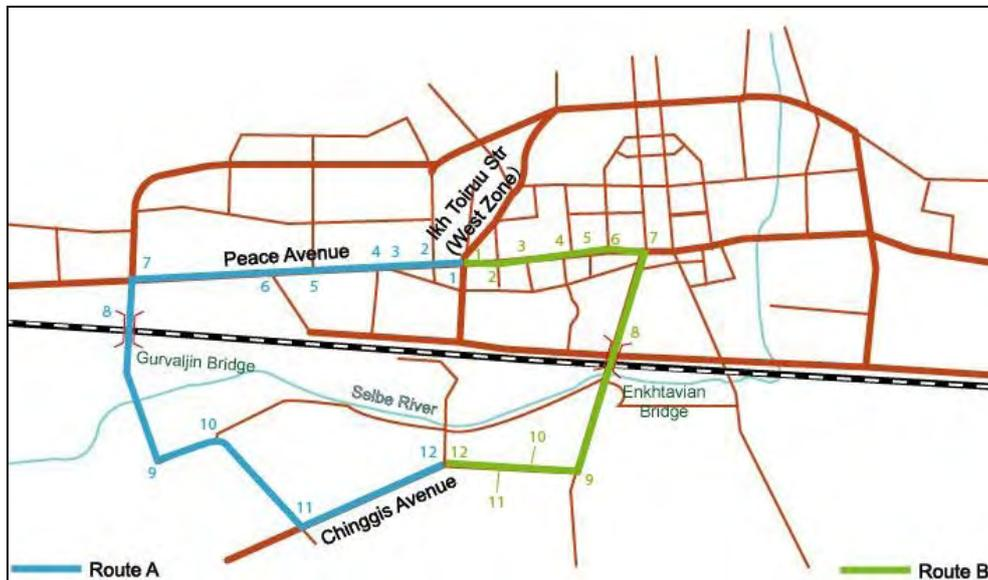 Ikh Toiruu Str
(West Zone)
Peace Avenue
4
3
2
1
1
2
3
4
5
6
7
7
6
5
8
Gurvaljin Bridge
8
Selbe River
Enkhtavian
Bridge
9
10
11
12
12
10
11
9
Chinggis Avenue
Route A
Route B